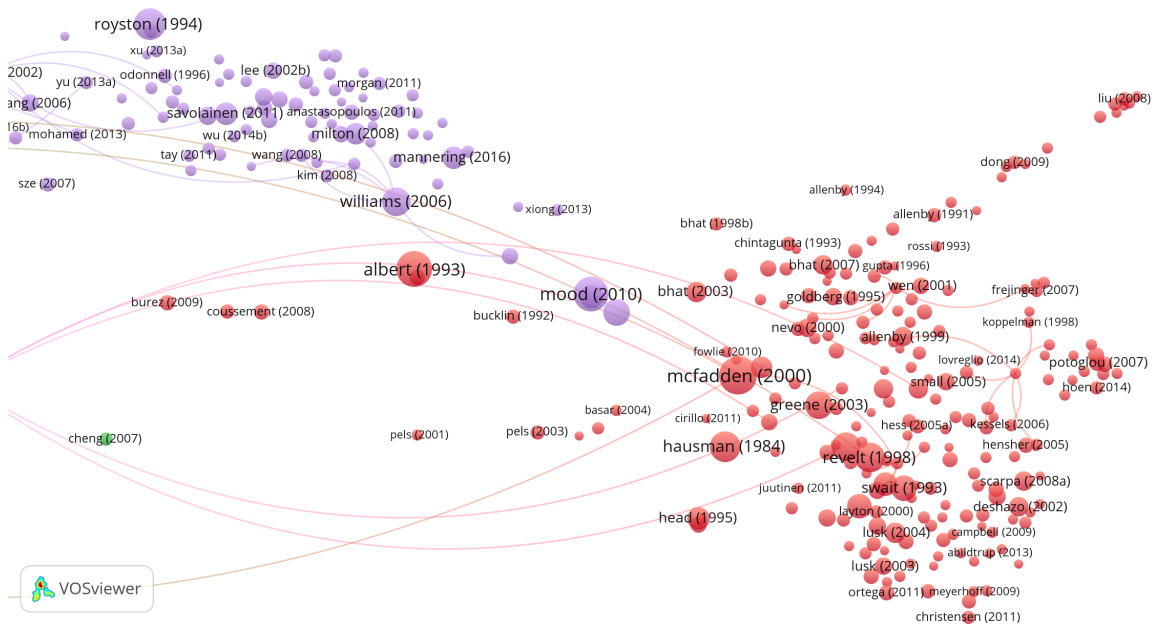 royston (1994)
xu (2013a)
2002)
yu (2013a)
odonnell (1996)
lee (2002b)
morgan (2011)
liu (2008)
ang (2006)
savolainen (2011)
anastasopoulos (2011)
16b)
mohamed (2013)
wu (2014b)
milton (2008)
tay (2011)
wang (2008)
mannering (2016)
dong (2009)
sze (2007)
kim (2008)
allenby (1994)
williams (2006)
xiong (2013)
bhat (1998b)
allenby (1991)
chintagunta (1993)
rossi (1993)
albert (1993)
bhat (2007)
gupta (1996)
mood (2010)
bhat (2003)
goldberg (1995)
wen (2001)
frejinger (2007)
burez (2009)
coussement (2008)
bucklin (1992)
nevo (2000)
allenby (1999)
koppelman (1998)
fowlie (2010)
lovreglio (2014)
potoglou (2007)
mcfadden (2000)
small (2005)
hoen (2014)
basar (2004)
cirillo (2011)
greene (2003)
cheng (2007)
pels (2001)
pels (2003)
hausman (1984)
hess (2005a)
kessels (2006)
hensher (2005)
revelt (1998)
juutinen (2011)
swait (1993)
scarpa (2008a)
head (1995)
layton (2000)
deshazo (2002)
lusk (2004)
campbell (2009)
abildtrup (2013)
lusk (2003)
ortega (2011)
meyerhoff (2009)
christensen (2011)
VOSviewer